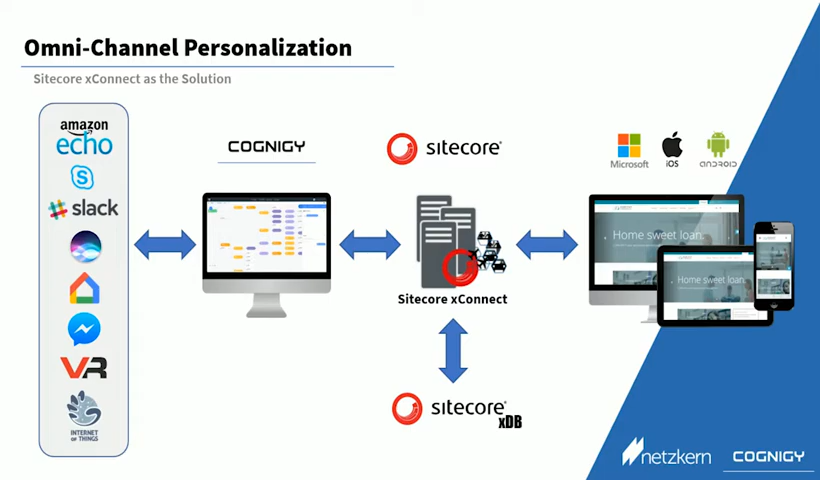 Omni-Channel Personalization
Sitecore xConnect as the Solution
amazon
echo
slack
VR
INTERNET
OF THINGS
COGNIGY
sitecore
Sitecore xConnect
sitecore
xDB
Microsoft
iOS
ANDROID
Home sweet loan.
Home sweet loan.
netzkern
COGNIGY